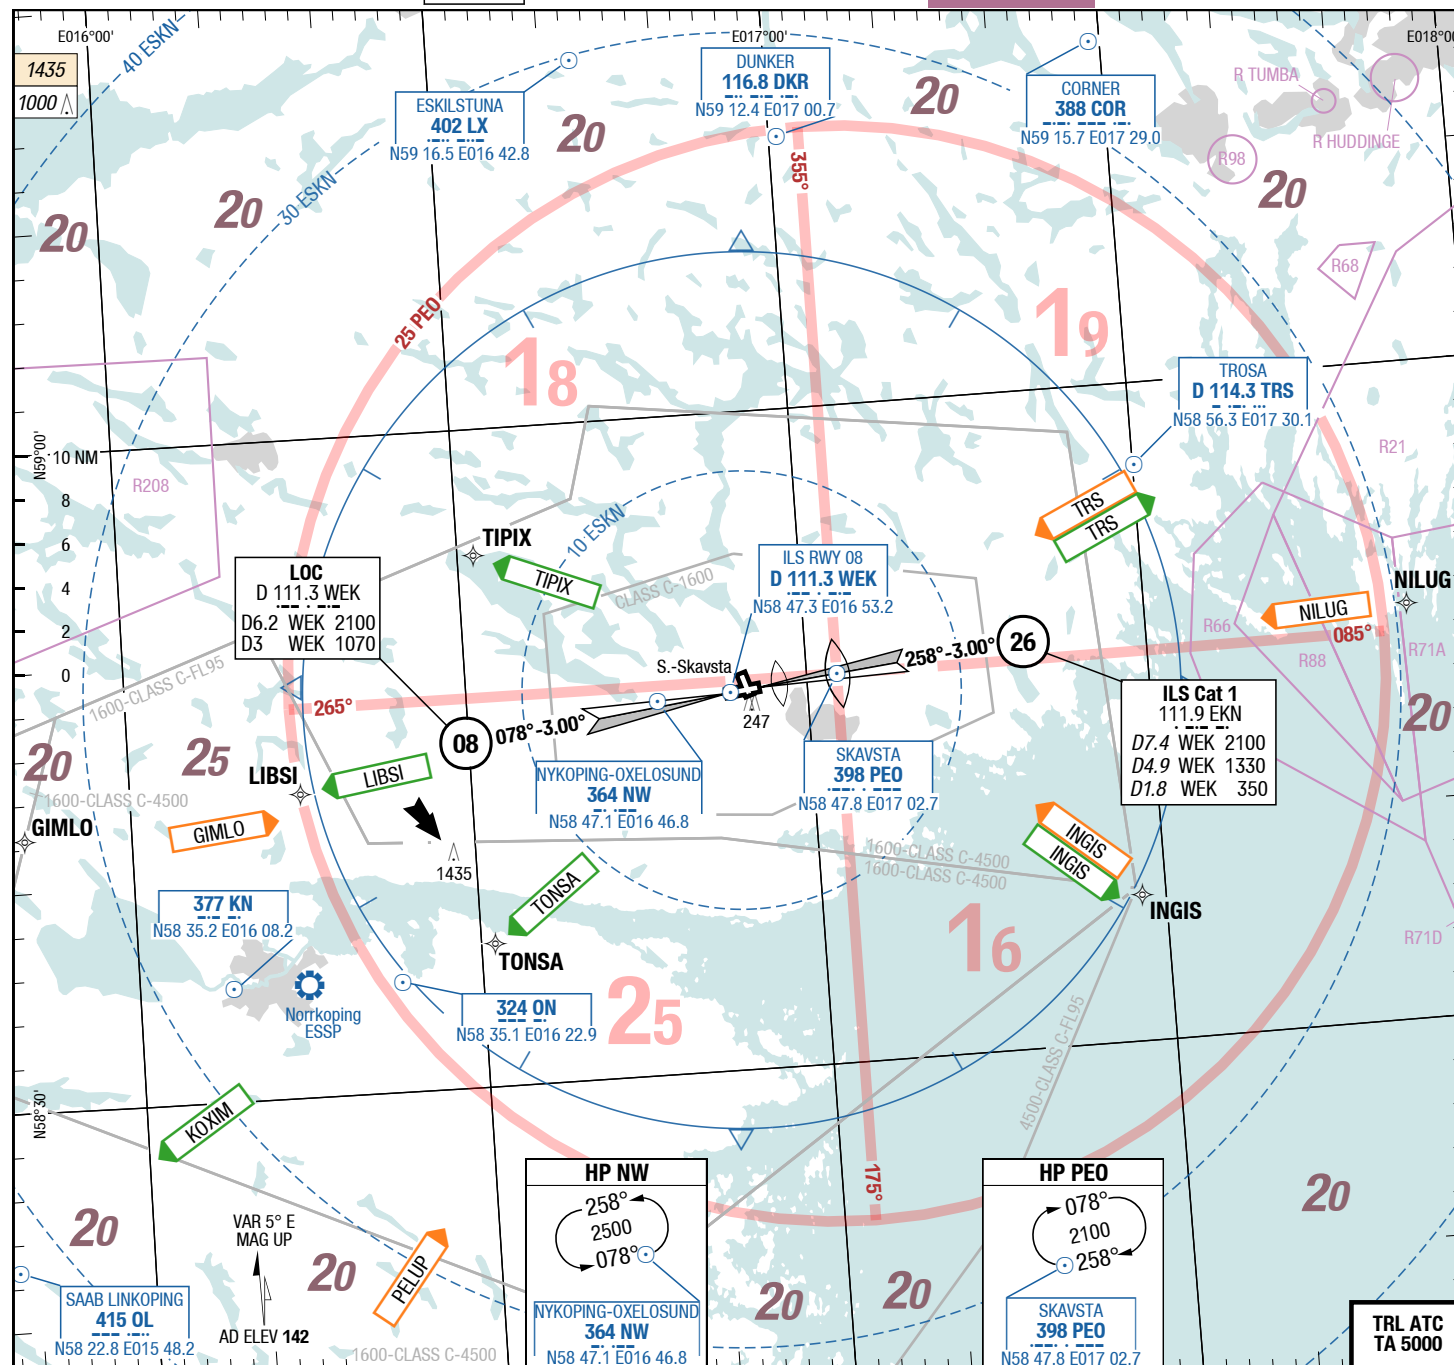 E016°00'
E017°00'
E018°00
1435
1000
40 ESKN
30 ESKN
10 ESKN
DUNKER
116.8 DKR
N59 12.4 E017 00.7
ESKILSTUNA
402 LX
N59 16.5 E016 42.8
CORNER
388 COR
N59 15.7 E017 29.0
R TUMBA
R HUDDINGE
R98
R68
20
20
20
20
20
355°
25 PEO
18
19
TROSA
D 114.3 TRS
N58 56.3 E017 30.1
R21
R208
N59°00'
10 NM
8
6
4
2
0
TIPIX
TIPIX
TRS
TRS
CLASS C-1600
ILS RWY 08
D 111.3 WEK
N58 47.3 E016 53.2
LOC
D 111.3 WEK
D6.2 WEK 2100
D3 WEK 1070
NILUG
NILUG
085°
R66
R88
R71A
R71D
S.-Skavsta
247
258°-3.00°
26
1600-CLASS C-FL95
265°
08
078°-3.00°
ILS Cat 1
111.9 EKN
D7.4 WEK 2100
D4.9 WEK 1330
D1.8 WEK 350
20
25
20
LIBSI
LIBSI
1600-CLASS C-4500
GIMLO
GIMLO
NYKOPING-OXELOSUND
364 NW
N58 47.1 E016 46.8
SKAVSTA
398 PEO
N58 47.8 E017 02.7
1435
1600-CLASS C-4500
1600-CLASS C-4500
INGIS
INGIS
INGIS
377 KN
N58 35.2 E016 08.2
TONSA
TONSA
16
Norrkoping
ESSP
324 ON
N58 35.1 E016 22.9
25
4500-CLASS C-FL95
N58°30'
KOXIM
175°
HP NW
258°
2500
078°
NYKOPING-OXELOSUND
364 NW
N58 47.1 E016 46.8
HP PEO
078°
2100
258°
SKAVSTA
398 PEO
N58 47.8 E017 02.7
20
20
20
20
20
VAR 5° E
MAG UP
AD ELEV 142
PELUP
SAAB LINKOPING
415 OL
N58 22.8 E015 48.2
1600-CLASS C-4500
TRL ATC
TA 5000